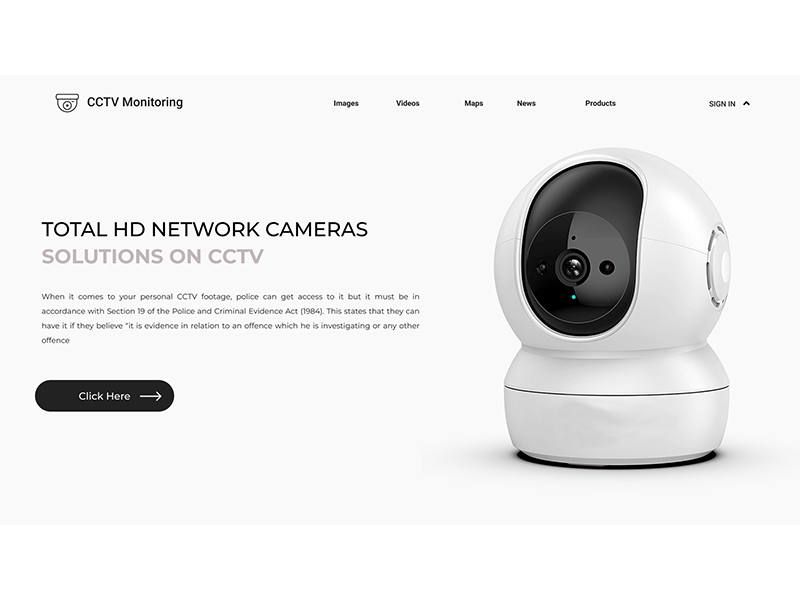 CCTV Monitoring
Images Videos Maps News Products SIGN IN
TOTAL HD NETWORK CAMERAS
SOLUTIONS ON CCTV
When it comes to your personal CCTV footage, police can get access to it but it must be in
accordance with Section 19 of the Police and Criminal Evidence Act (1984). This states that they can
have it if they believe "it is evidence in relation to an offence which he is investigating or any other
offence
Click Here